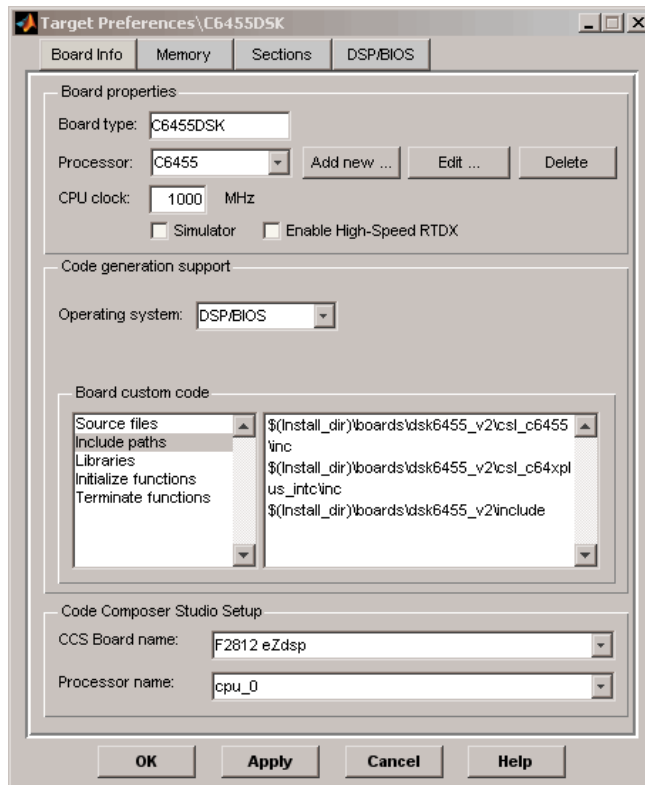 Target Preferences\C6455DSK
Board Info Memory Sections DSP/BIOS
Board properties
Board type: C6455DSK
Processor: C6455 Add new ... Edit ... Delete
CPU clock: 1000 MHz
Simulator Enable High-Speed RTDX
Code generation support
Operating system: DSP/BIOS
Board custom code
Source files
Include paths
Libraries
Initialize functions
Terminate functions
$(Install_dir)\boards\dsk6455_v2\csl_c6455
\inc
$(Install_dir)\boards\dsk6455_v2\csl_c64xpl
us_intc\inc
$(Install_dir)\boards\dsk6455_v2\include
Code Composer Studio Setup
CCS Board name: F2812 eZdsp
Processor name: cpu_0
OK Apply Cancel Help